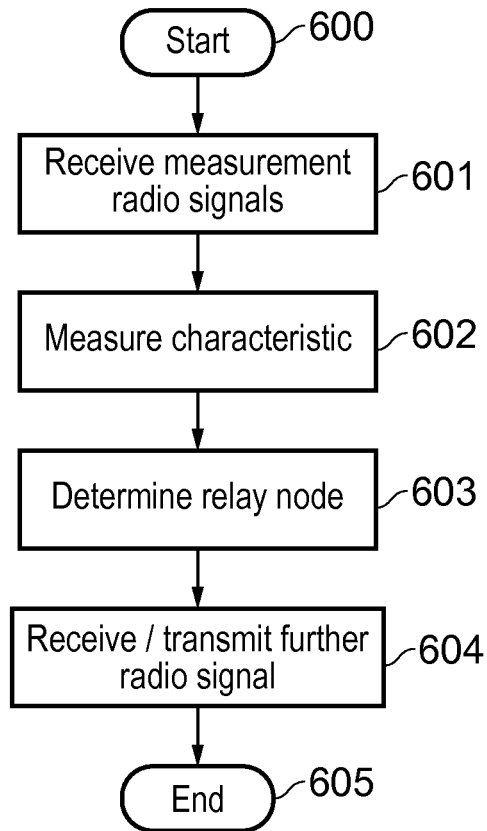 Start
600
Receive measurement
radio signals
601
Measure characteristic
602
Determine relay node
603
Receive / transmit further
radio signal
604
End
605